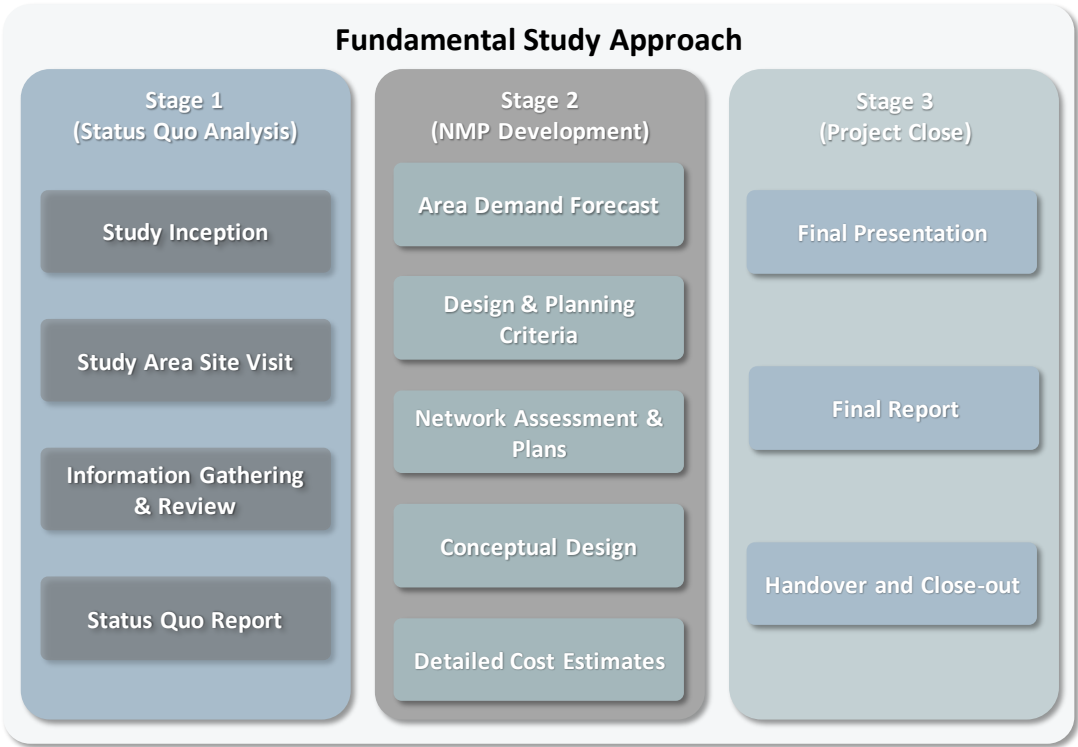 Fundamental Study Approach
Stage 1
(Status Quo Analysis)
Study Inception
Study Area Site Visit
Information Gathering
& Review
Status Quo Report
Stage 2
(NMP Development)
Area Demand Forecast
Design & Planning
Criteria
Network Assessment &
Plans
Conceptual Design
Detailed Cost Estimates
Stage 3
(Project Close)
Final Presentation
Final Report
Handover and Close-out